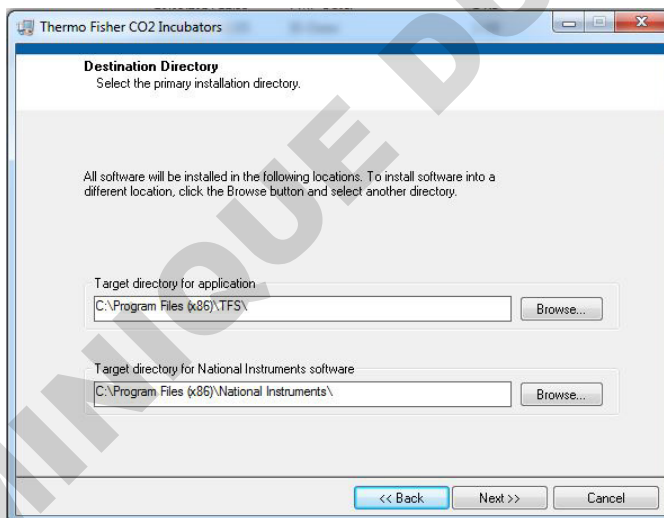 Thermo Fisher CO2 Incubators
Destination Directory
Select the primary installation directory.
All software will be installed in the following locations. To install software into a
different location, click the Browse button and select another directory.
Target directory for application
C:\Program Files (x86)\TFS\
Browse...
Target directory for National Instruments software
C:\Program Files (x86)\National Instruments\
Browse...
<< Back
Next >>
Cancel